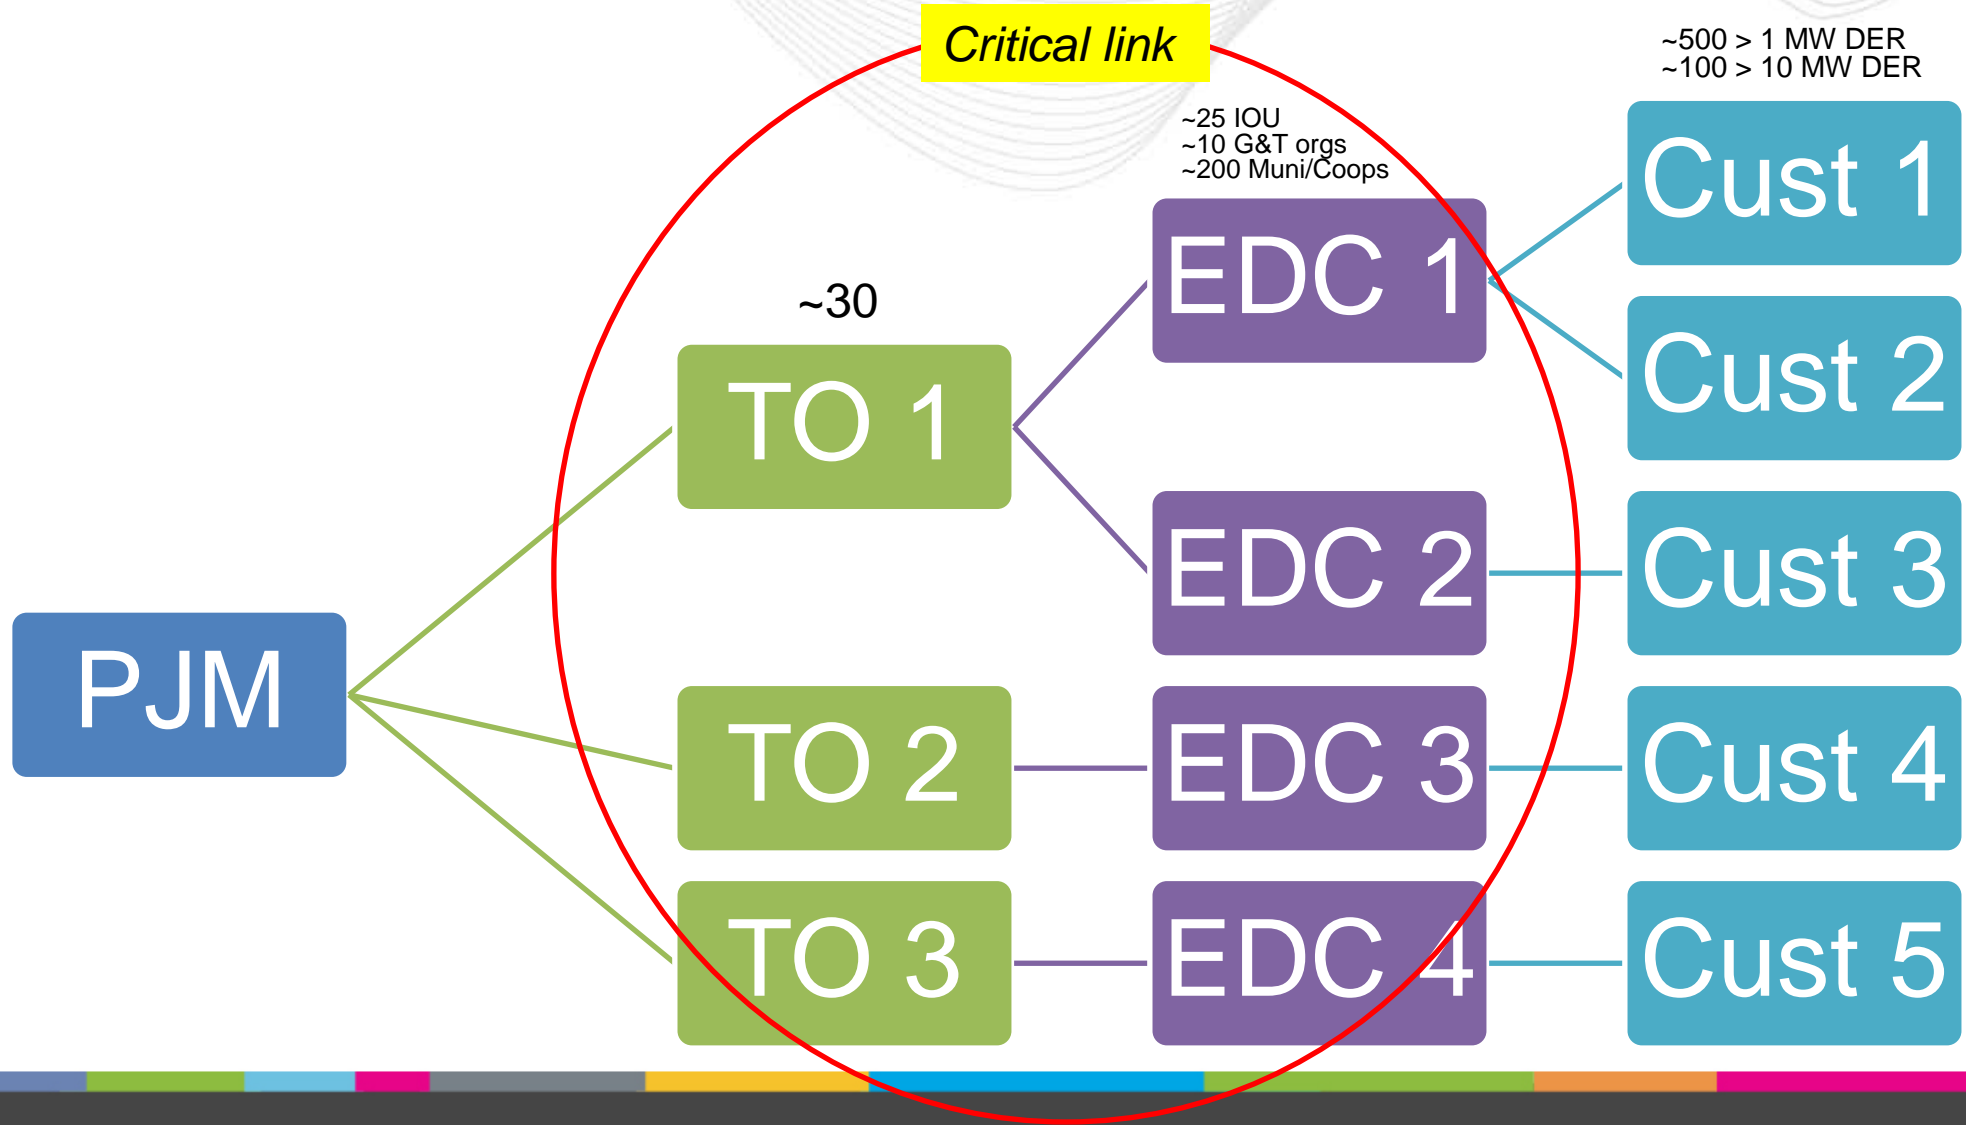 Critical link
~500 > 1 MW DER
~100 > 10 MW DER
~25 IOU
~10 G&T orgs
~200 Muni/Coops
~30
PJM
TO 1
TO 2
TO 3
EDC 1
EDC 2
EDC 3
EDC 4
Cust 1
Cust 2
Cust 3
Cust 4
Cust 5